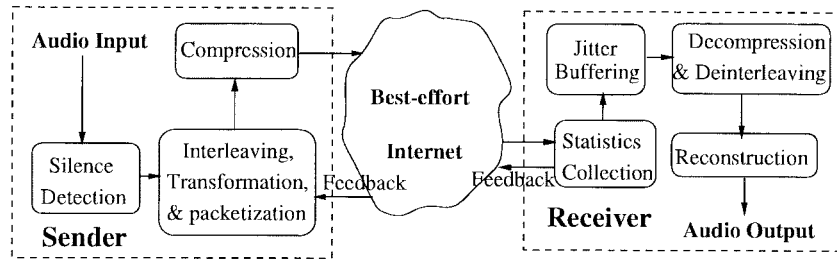 Audio Input
Compression
Silence
Detection
Interleaving,
Transformation,
& packetization
Sender
Feedback
Best-effort
Internet
Feedback
Jitter
Buffering
Decompression
& Deinterleaving
Statistics
Collection
Reconstruction
Receiver
Audio Output